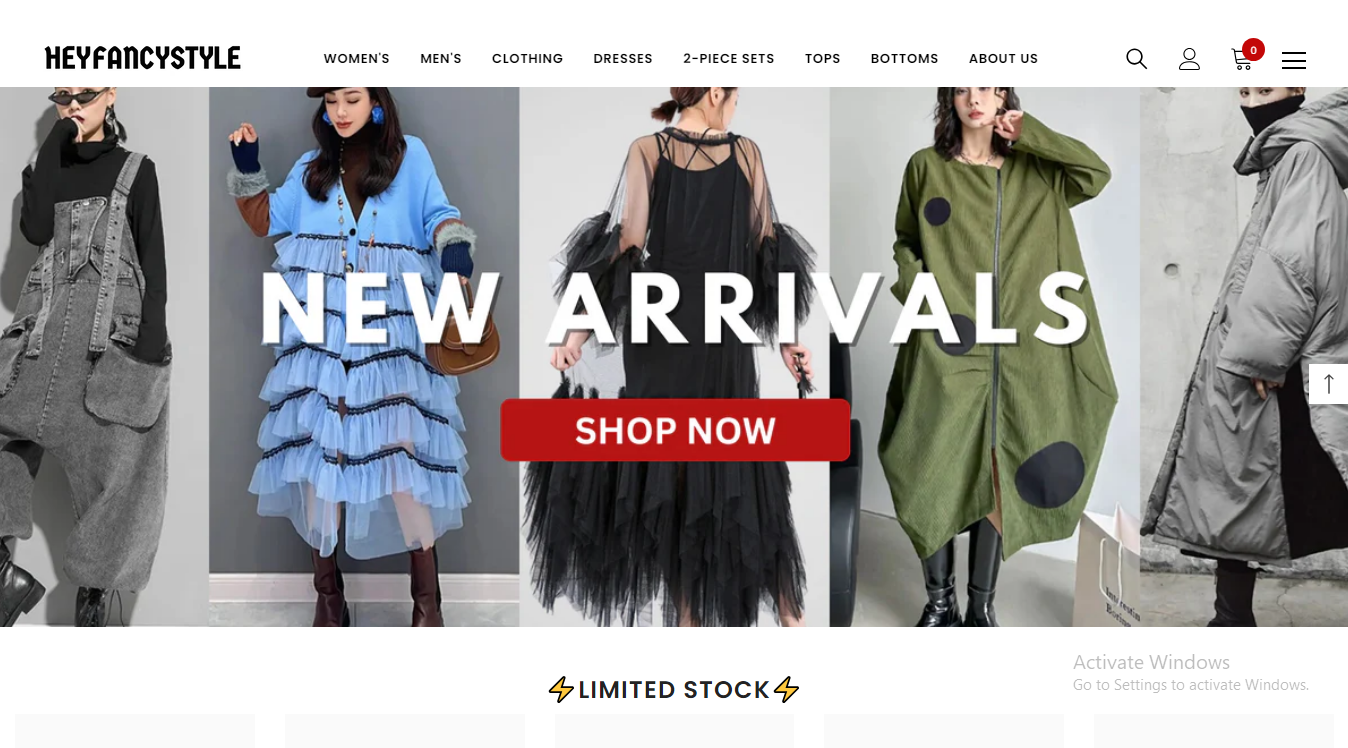 HEYFANCYSTYLE
WOMEN'S
MEN'S
CLOTHING
DRESSES
2-PIECE SETS
TOPS
BOTTOMS
ABOUT US
0
NEW ARRIVALS
SHOP NOW
Activate Windows
Go to Settings to activate Windows.
⚡LIMITED STOCK⚡